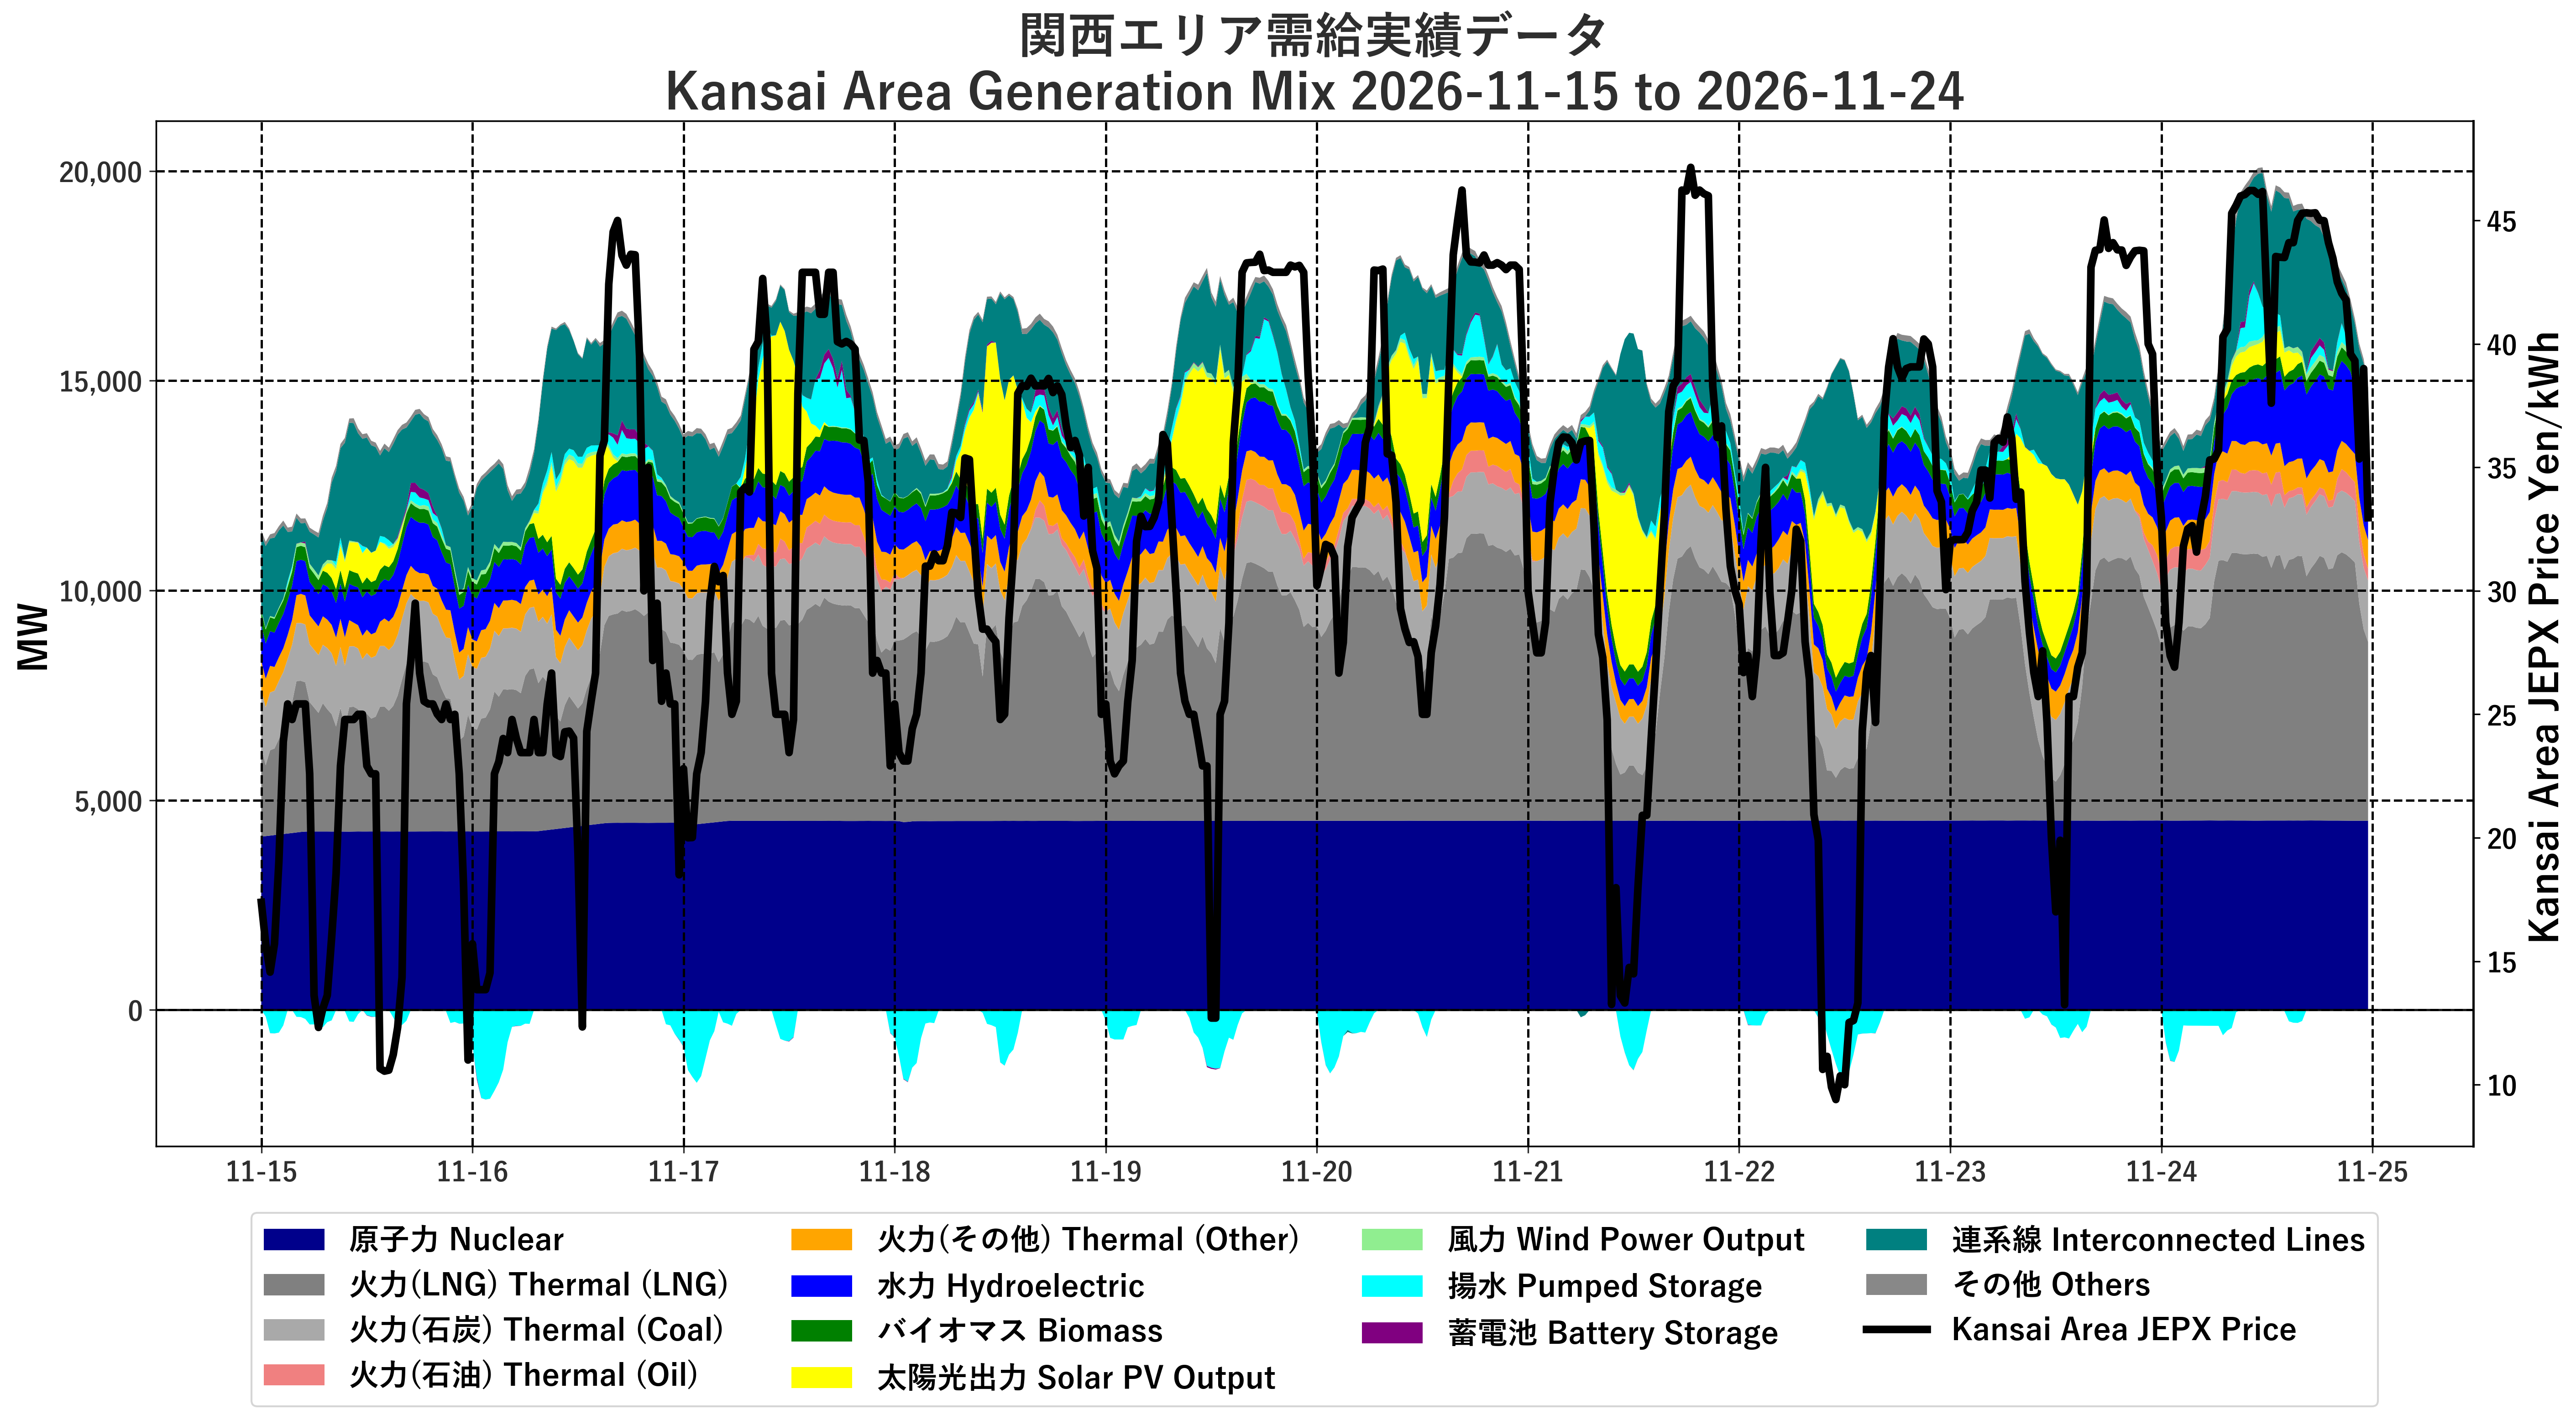 関西エリア需給実績データ
Kansai Area Generation Mix 2026-11-15 to 2026-11-24
MW
20,000
15,000
10,000
5,000
0
45
40
35
30
25
20
15
10
Kansai Area JEPX Price Yen/kWh
11-15
11-16
11-17
11-18
11-19
11-20
11-21
11-22
11-23
11-24
11-25
原子力 Nuclear
火力(LNG) Thermal (LNG)
火力(石炭) Thermal (Coal)
火力(石油) Thermal (Oil)
火力(その他) Thermal (Other)
水力 Hydroelectric
バイオマス Biomass
太陽光出力 Solar PV Output
風力 Wind Power Output
揚水 Pumped Storage
蓄電池 Battery Storage
連系線 Interconnected Lines
その他 Others
Kansai Area JEPX Price